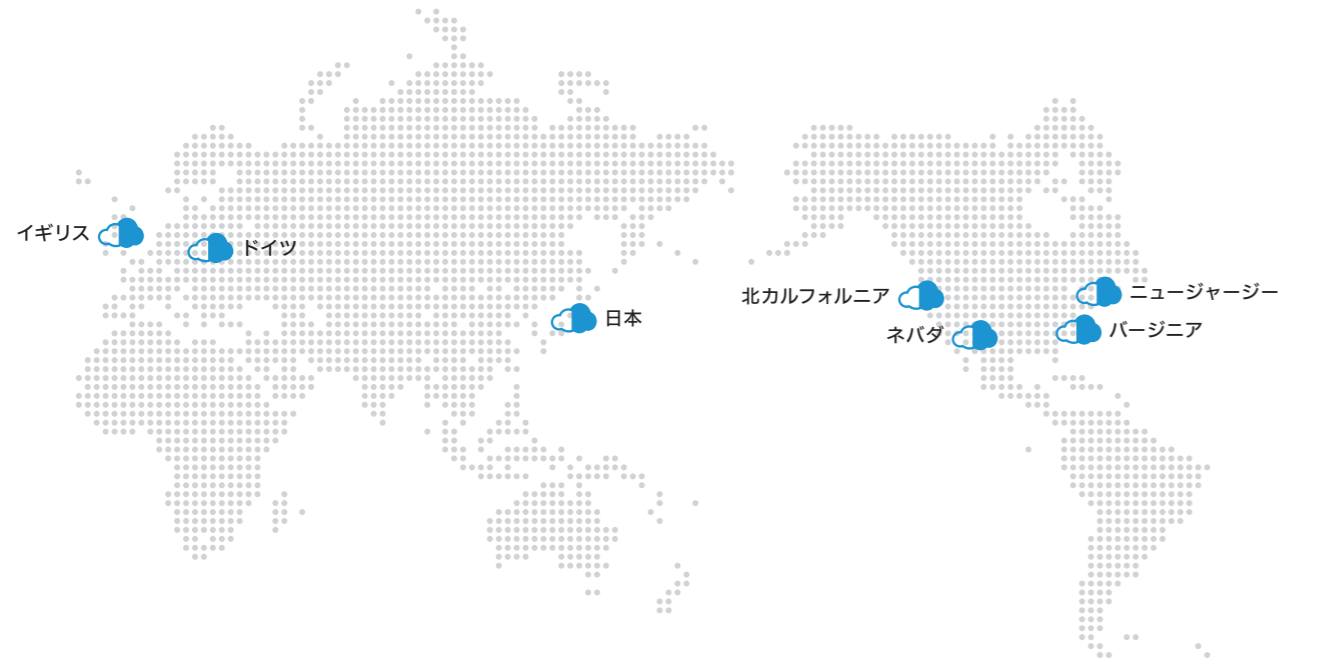 イギリス
ドイツ
日本
北カルフォルニア
ネバダ
ニュージャージー
バージニア